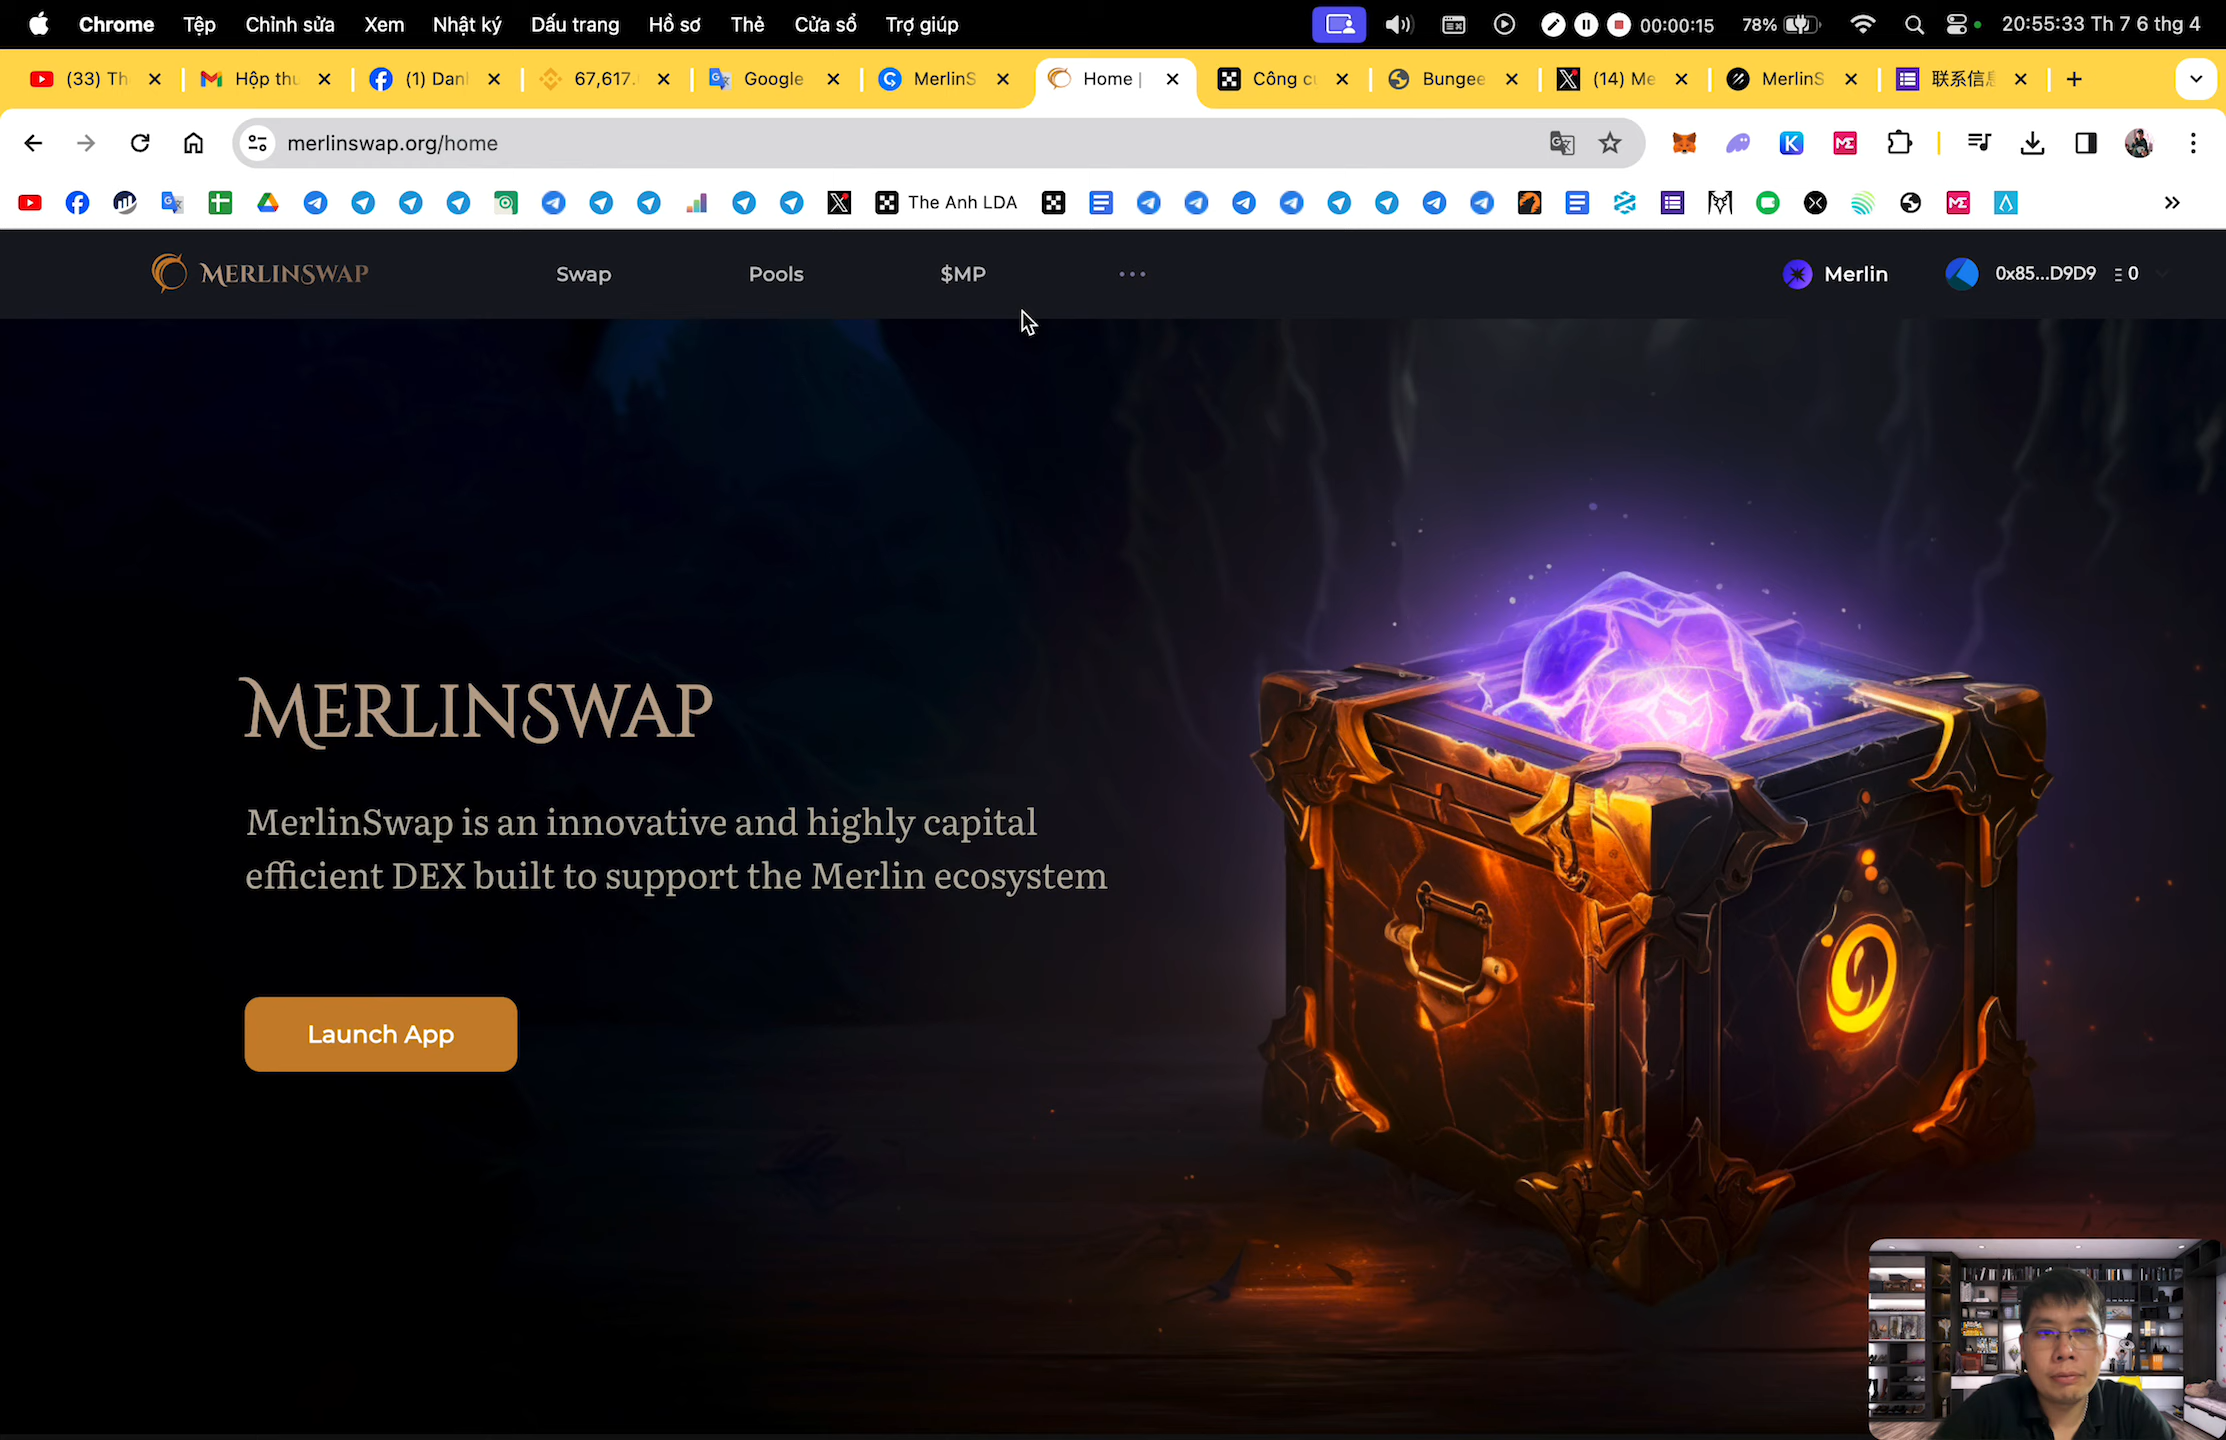 Chrome Tệp Chỉnh sửa Xem Nhật ký Dấu trang Hồ sơ Thẻ Cửa sổ Trợ giúp 00:00:15 78% 20:55:33 Th 7 6 thg 4
(33) Th Hộp thu (1) Danl 67,617. Google MerlinS Home | Công cụ Bungee (14) Me MerlinS 联系信息
merlinswap.org/home
The Anh LDA
MERLINSWAP Swap Pools $MP ... Merlin 0x85...D9D9 0
MERLINSWAP
MerlinSwap is an innovative and highly capital
efficient DEX built to support the Merlin ecosystem
Launch App